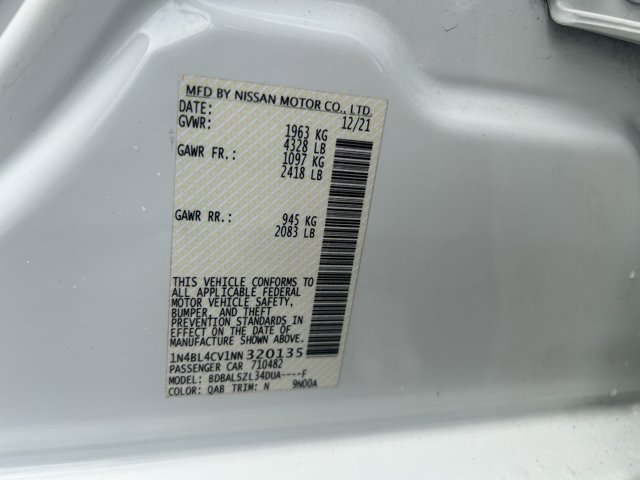 MFD BY NISSAN MOTOR CO., LTD.
DATE: 12/21
GVWR: 1963 KG
4328 LB
GAWR FR.: 1097 KG
2418 LB
GAWR RR.: 945 KG
2083 LB
THIS VEHICLE CONFORMS TO
ALL APPLICABLE FEDERAL
MOTOR VEHICLE SAFETY,
BUMPER, AND THEFT
PREVENTION STANDARDS IN
EFFECT ON THE DATE OF
MANUFACTURE SHOWN ABOVE.
1N4BL4CV1NN320135
PASSENGER CAR 710482
MODEL: BDBALSZL34DUA----F
COLOR: QAB TRIM: N 9N00A